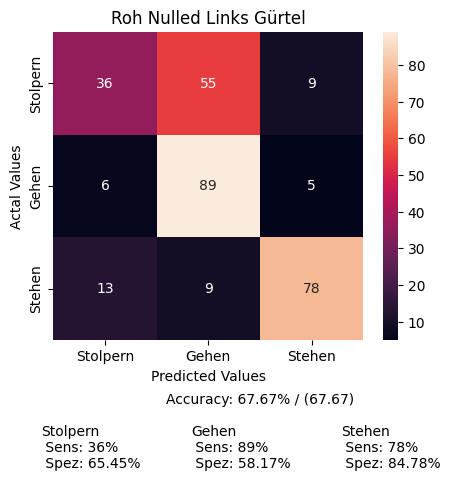 Roh Nulled Links Gürtel
Stolpern 36 55 9
Gehen 6 89 5
Stehen 13 9 78
Actal Values
Stolpern Gehen Stehen
Predicted Values
80
70
60
50
40
30
20
10
Accuracy: 67.67% / (67.67)
Stolpern Gehen Stehen
Sens: 36% Sens: 89% Sens: 78%
Spez: 65.45% Spez: 58.17% Spez: 84.78%